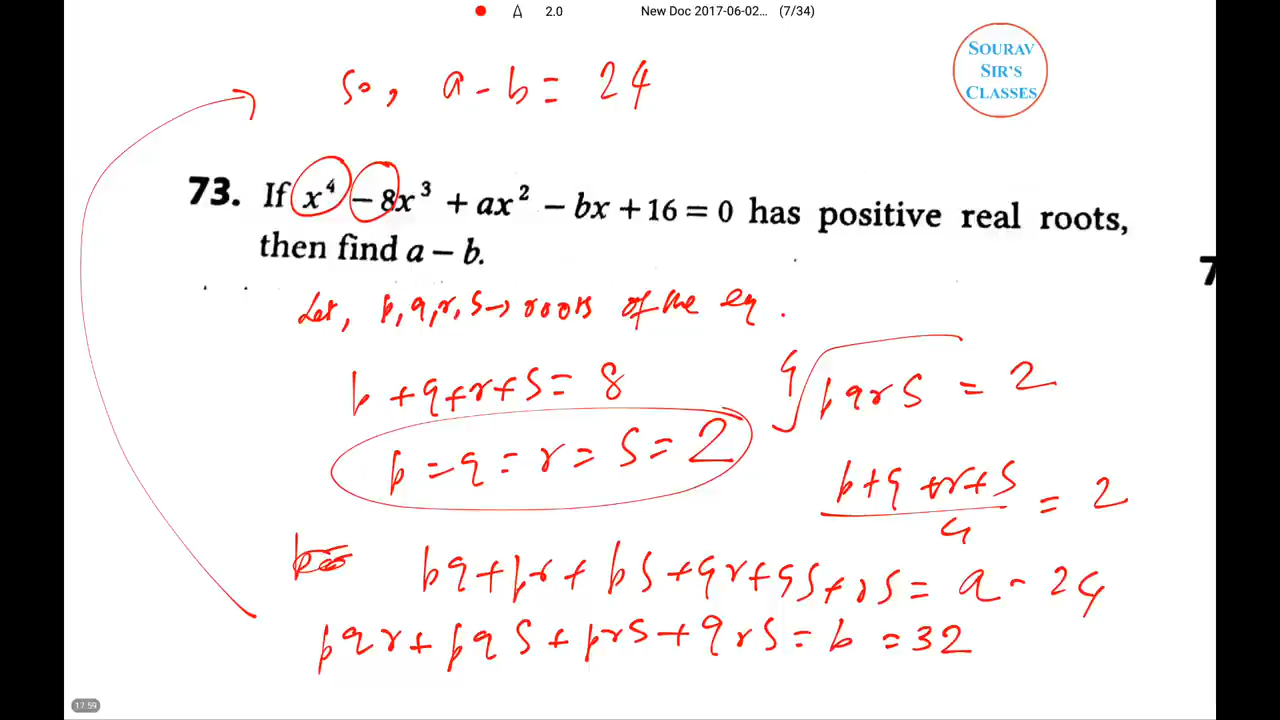 A 2.0 New Doc 2017-06-02... (7/34)
SOURAV
SIR'S
CLASSES
So, a - b = 24
73. If x⁴ - 8x³ + ax² - bx + 16 = 0 has positive real roots,
then find a - b.
7
Let, p, q, r, s → roots of the eq.
p + q + r + s = 8
∜pqrs = 2
p = q = r = s = 2
(p + q + r + s)/4 = 2
pq + pr + ps + qr + qs + rs = a - 24
pqr + pqs + prs + qrs = b = 32
17:59